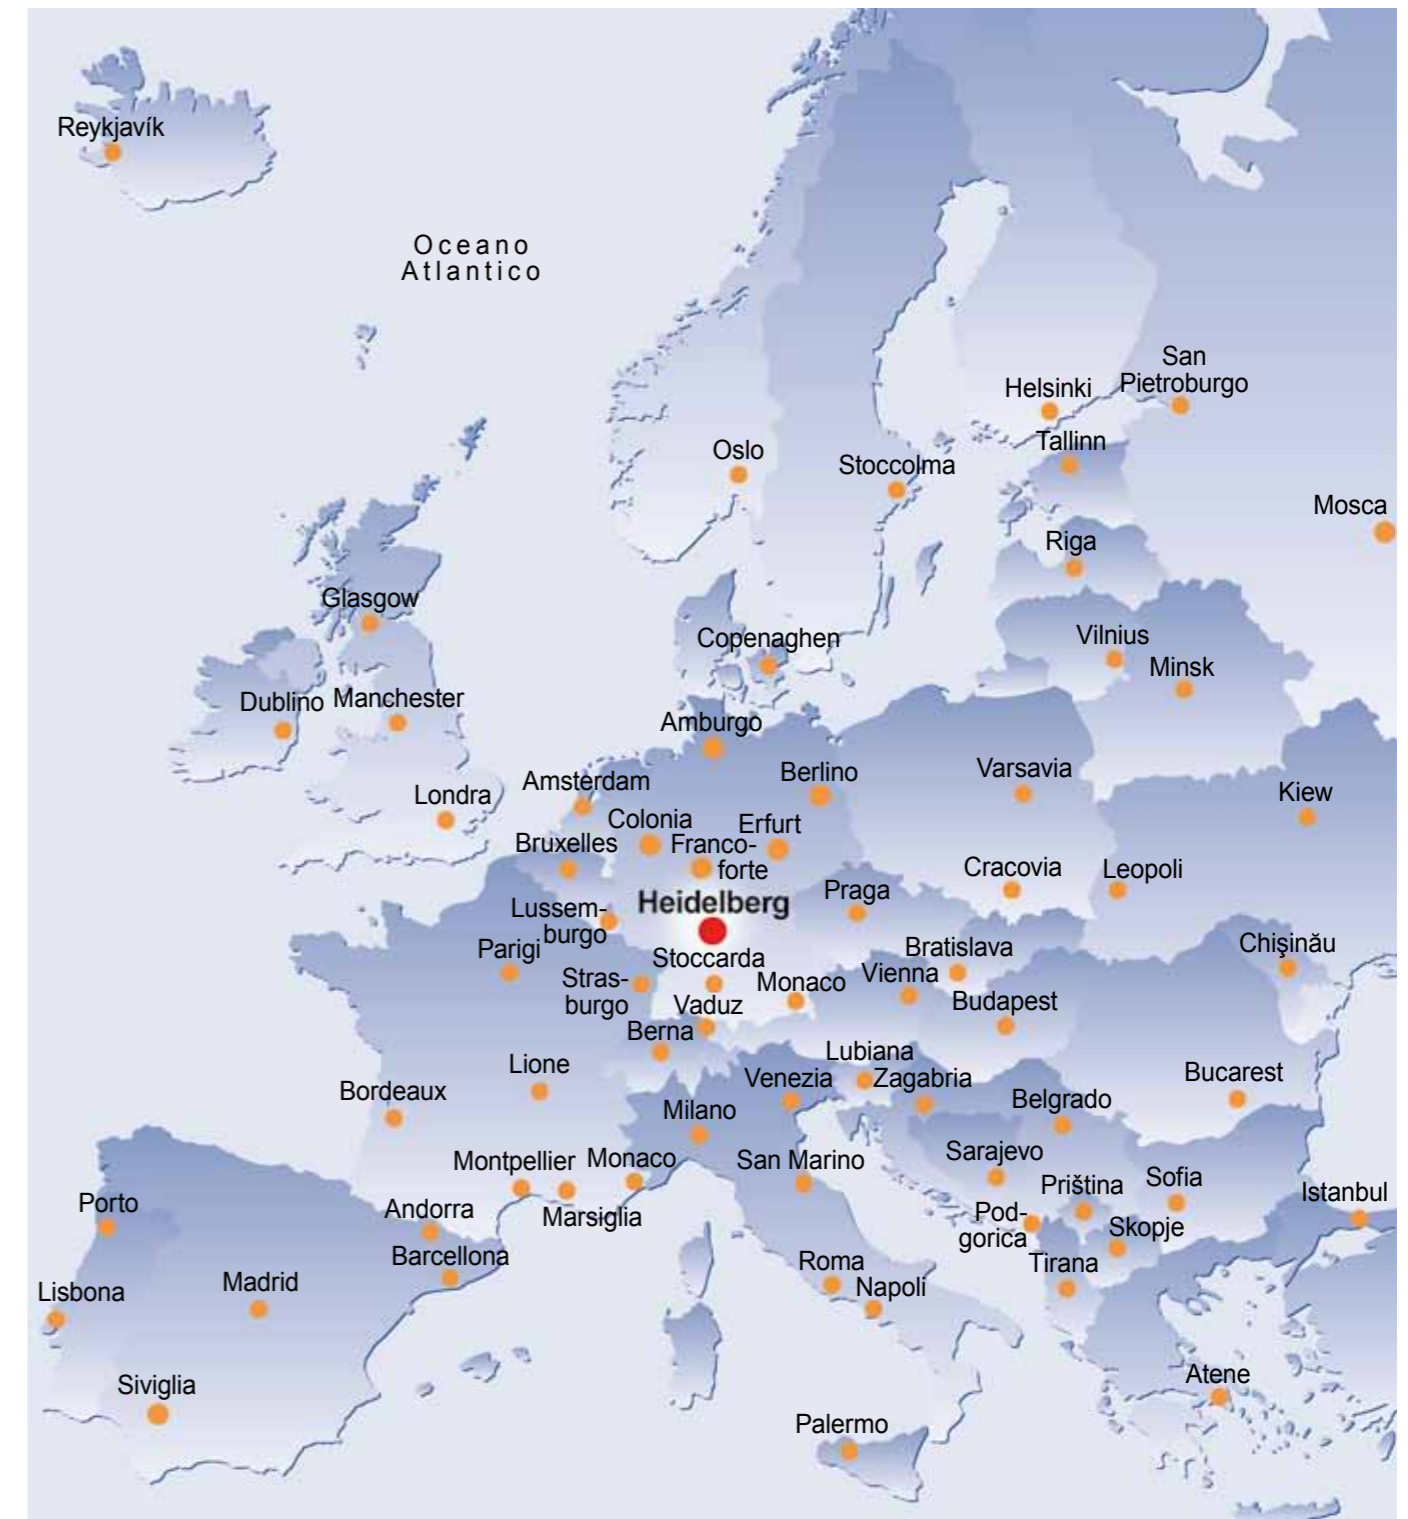 Reykjavík
Oceano
Atlantico
San
Pietroburgo
Helsinki
Tallinn
Oslo
Stoccolma
Mosca
Riga
Glasgow
Copenaghen
Vilnius
Minsk
Dublino
Manchester
Amburgo
Amsterdam
Berlino
Varsavia
Londra
Kiew
Colonia
Erfurt
Bruxelles
Franco-
forte
Cracovia
Leopoli
Praga
Heidelberg
Lussem-
burgo
Parigi
Stoccarda
Bratislava
Chişinău
Stras-
burgo
Monaco
Vienna
Vaduz
Budapest
Berna
Lubiana
Lione
Venezia
Zagabria
Bucarest
Bordeaux
Milano
Belgrado
Montpellier
Monaco
San Marino
Sarajevo
Priština
Sofia
Istanbul
Porto
Andorra
Marsiglia
Pod-
gorica
Skopje
Barcellona
Roma
Tirana
Lisbona
Madrid
Napoli
Siviglia
Atene
Palermo